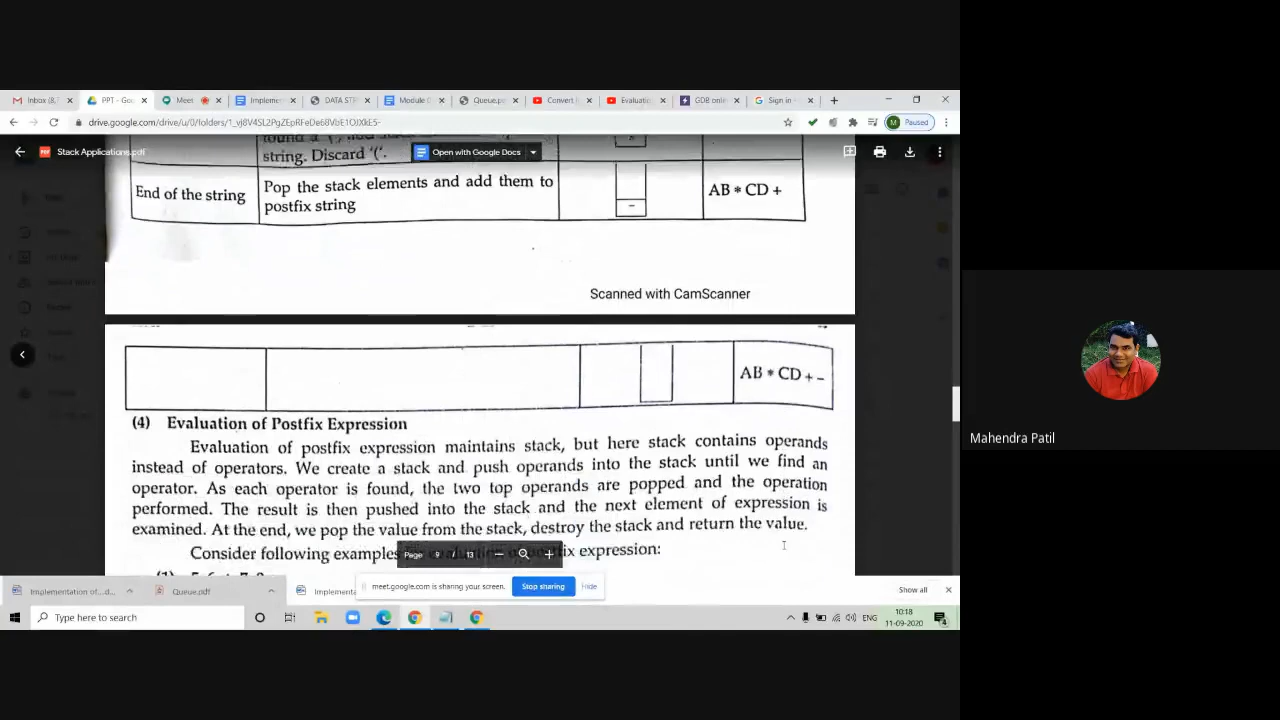 Inbox (8,
PPT - Goo
Meet
Implemen
DATA STR
Module D
Queue.pd
Convert I
Evaluatio
GDB onlin
Sign in -
drive.google.com/drive/u/0/folders/1_vj8V4SL2PgZEpRFeDe68VbE1OJXkE5-
Paused
Stack Applications.pdf
Open with Google Docs
string. Discard '('.
End of the string
Pop the stack elements and add them to
postfix string
-
AB * CD +
Scanned with CamScanner
AB * CD + -
(4) Evaluation of Postfix Expression
Evaluation of postfix expression maintains stack, but here stack contains operands
instead of operators. We create a stack and push operands into the stack until we find an
operator. As each operator is found, the two top operands are popped and the operation
performed. The result is then pushed into the stack and the next element of expression is
examined. At the end, we pop the value from the stack, destroy the stack and return the value.
Consider following examples
postfix expression:
Page 9 / 13
Implementation of...d...
Queue.pdf
Implementa
meet.google.com is sharing your screen.
Stop sharing
Hide
Show all
Type here to search
ENG
10:18
11-09-2020
Mahendra Patil